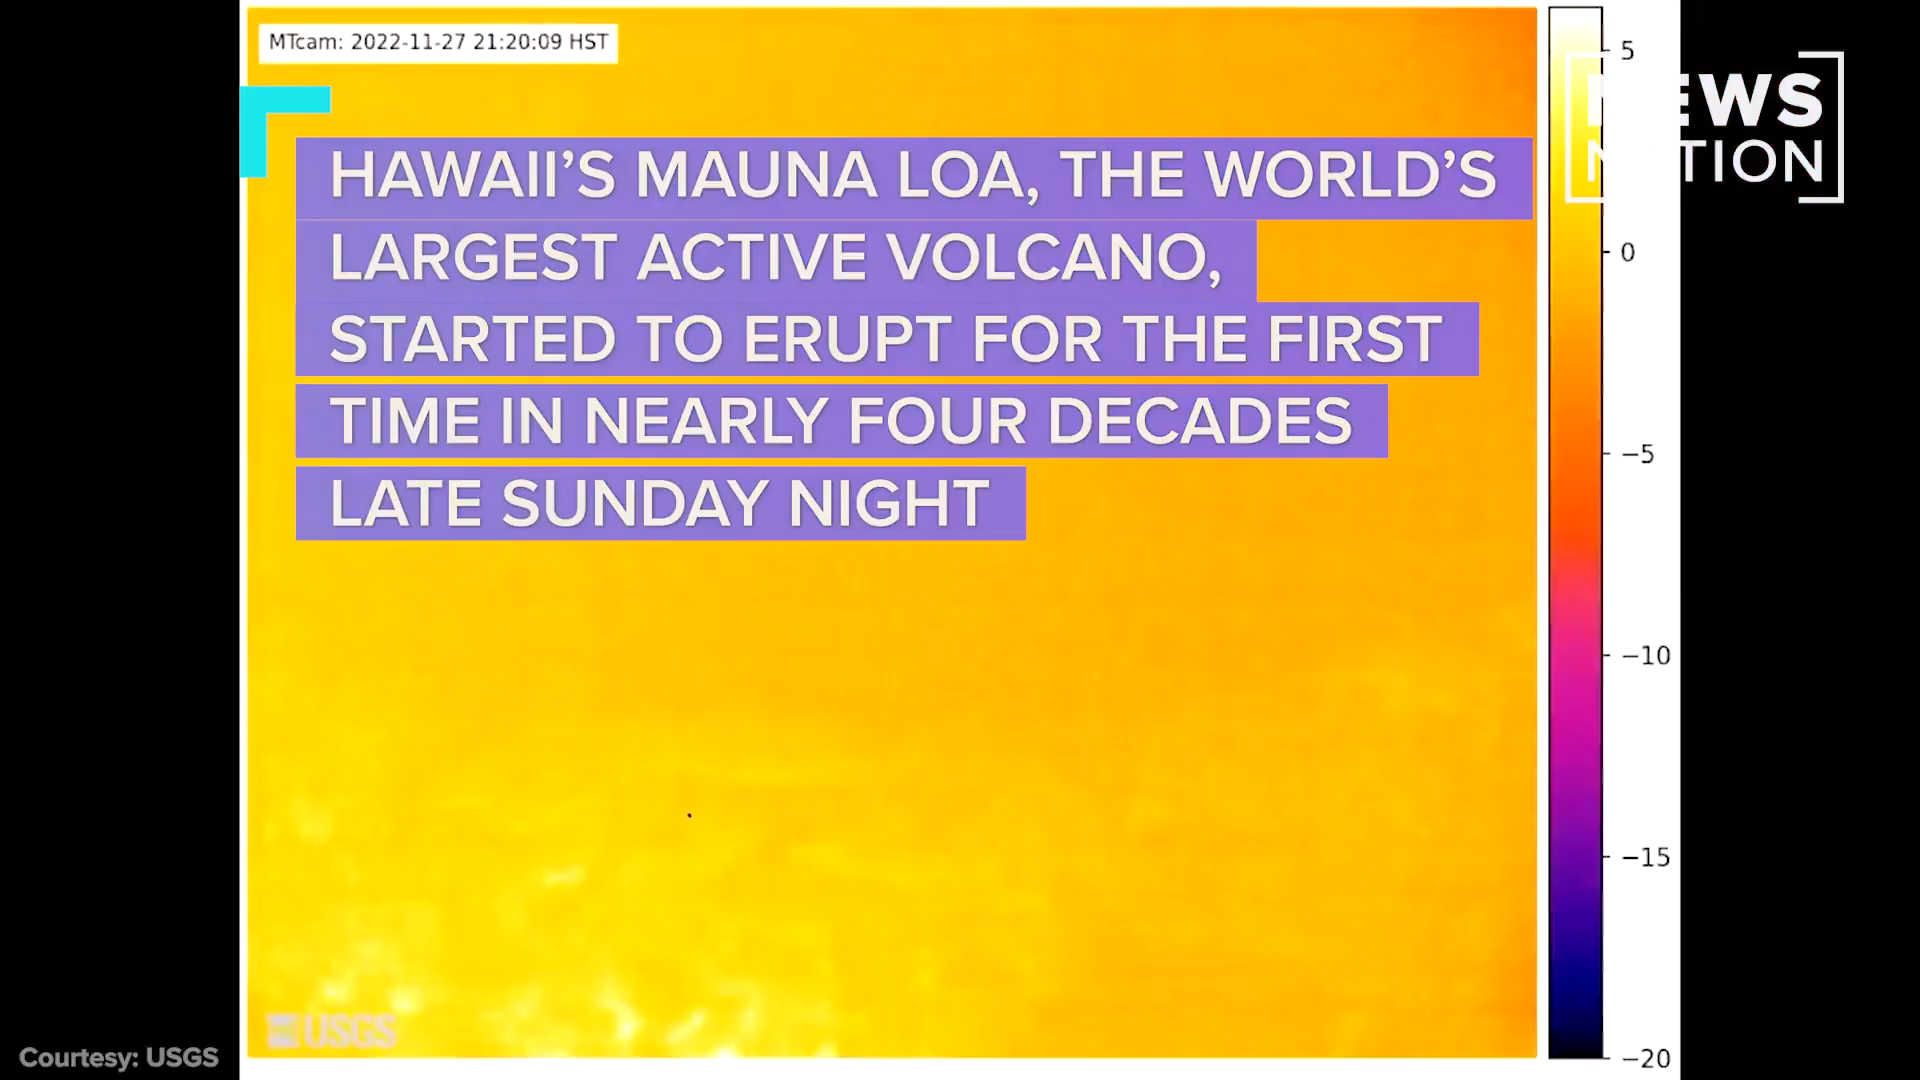 MTcam: 2022-11-27 21:20:09 HST
HAWAII’S MAUNA LOA, THE WORLD’S
LARGEST ACTIVE VOLCANO,
STARTED TO ERUPT FOR THE FIRST
TIME IN NEARLY FOUR DECADES
LATE SUNDAY NIGHT
NEWS
NATION
5
0
−5
−10
−15
−20
USGS
Courtesy: USGS